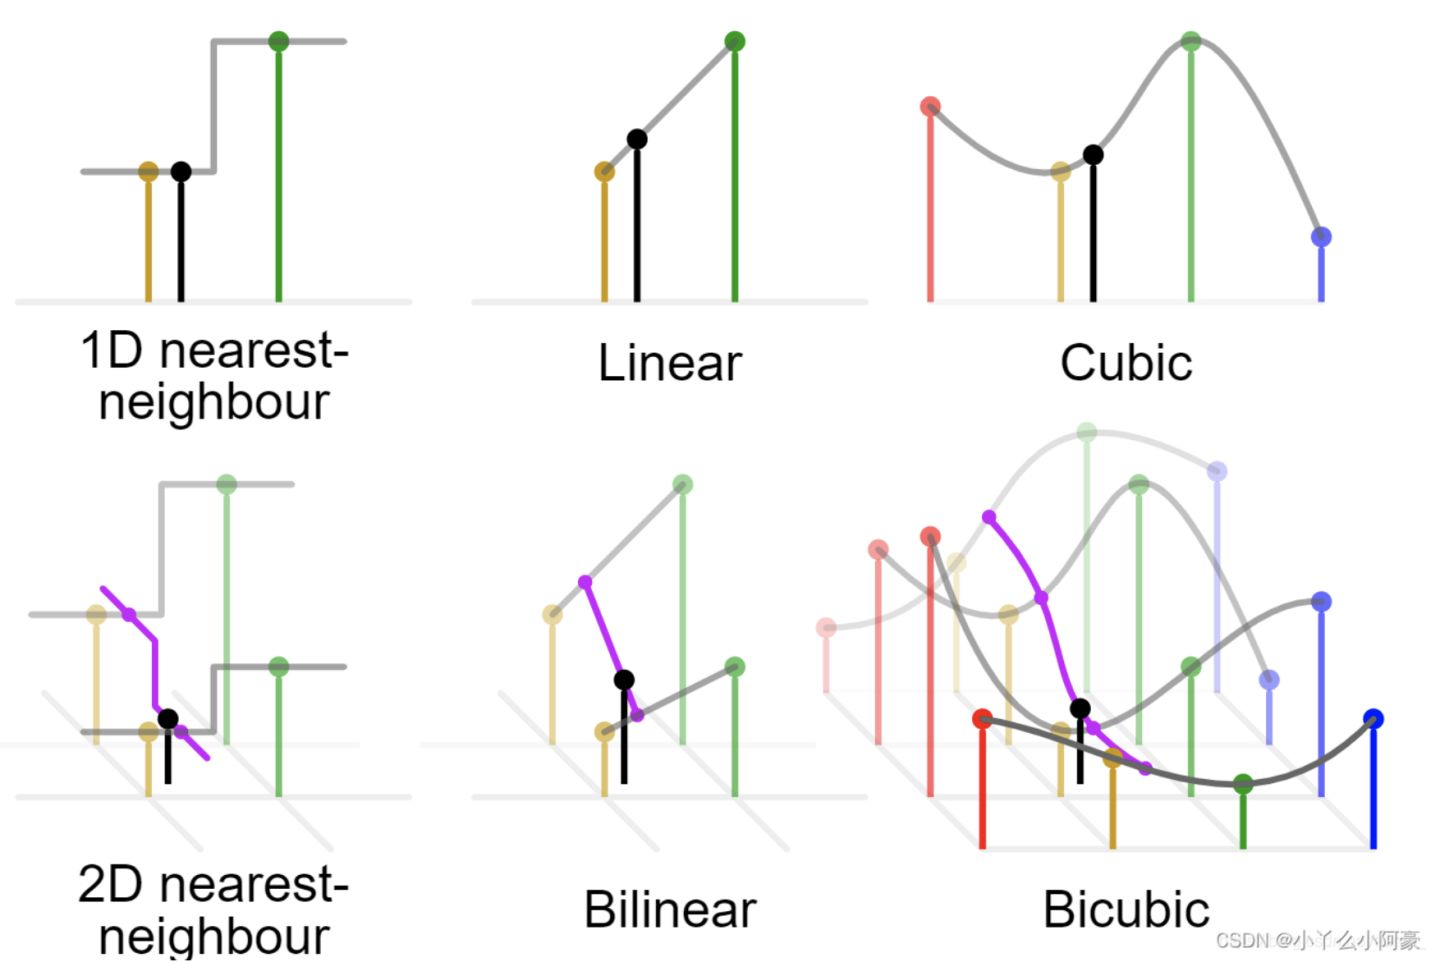 1D nearest-
neighbour
Linear
Cubic
2D nearest-
neighbour
Bilinear
Bicubic
CSDN @小丫么小阿豪